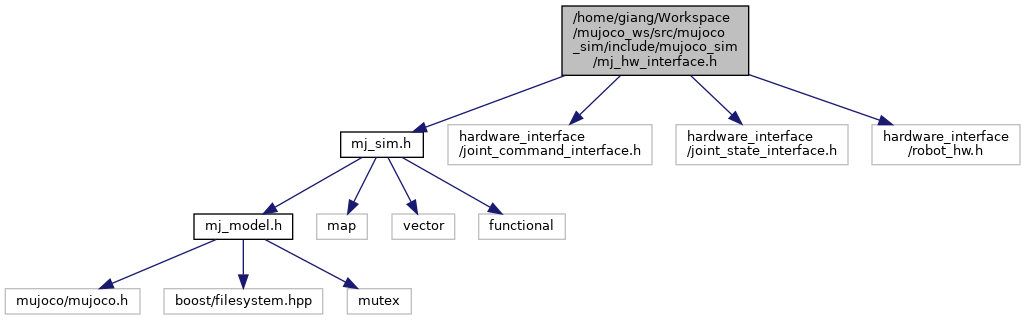 /home/giang/Workspace
/mujoco_ws/src/mujoco
_sim/include/mujoco_sim
/mj_hw_interface.h
mj_sim.h
hardware_interface
/joint_command_interface.h
hardware_interface
/joint_state_interface.h
hardware_interface
/robot_hw.h
mj_model.h
map
vector
functional
mujoco/mujoco.h
boost/filesystem.hpp
mutex